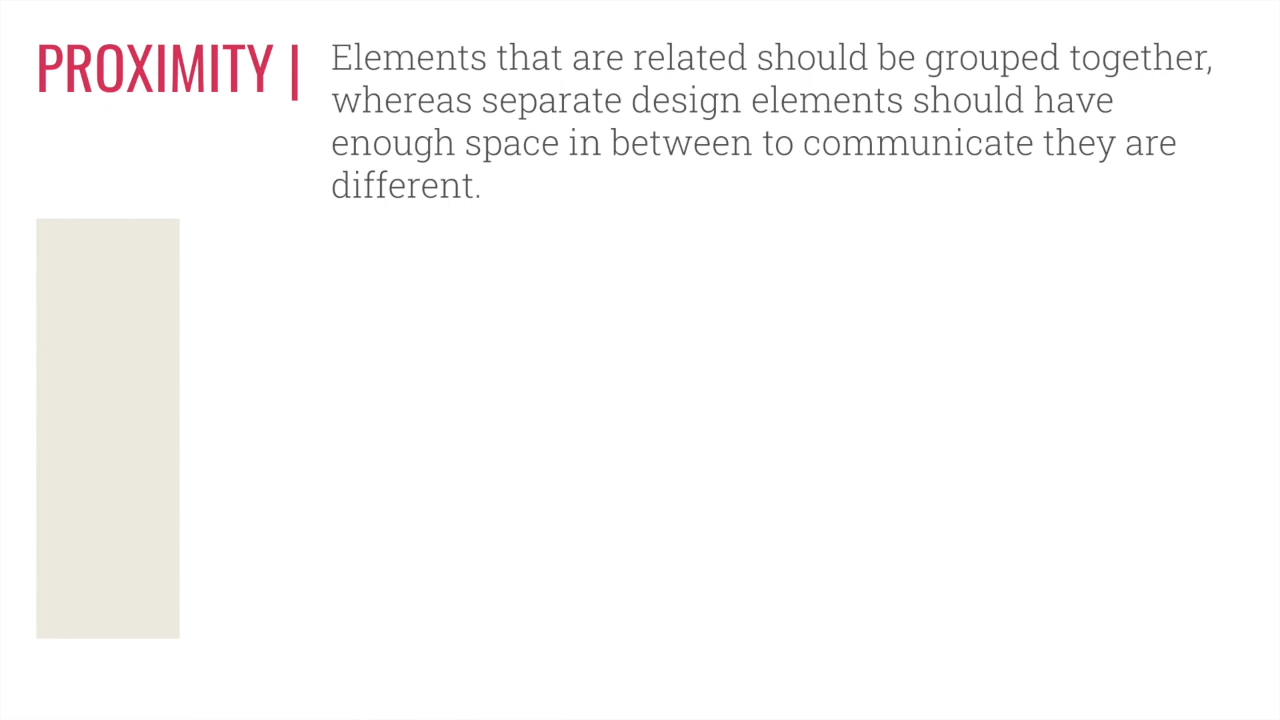 PROXIMITY |
Elements that are related should be grouped together,
whereas separate design elements should have
enough space in between to communicate they are
different.